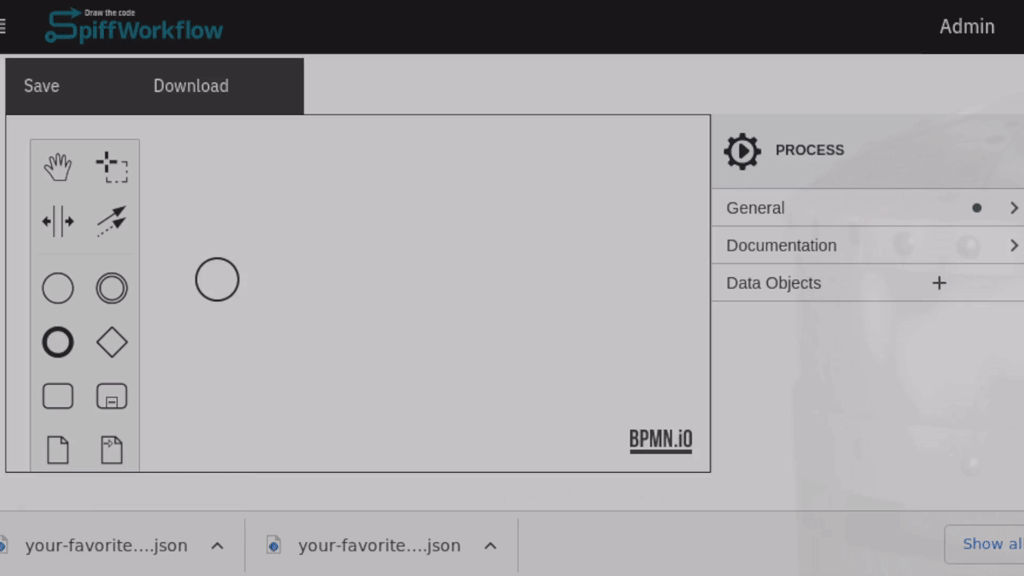 Draw the code
SpiffWorkflow
Admin
Save
Download
PROCESS
General
Documentation
Data Objects
BPMN.iO
your-favorite....json
your-favorite....json
Show all